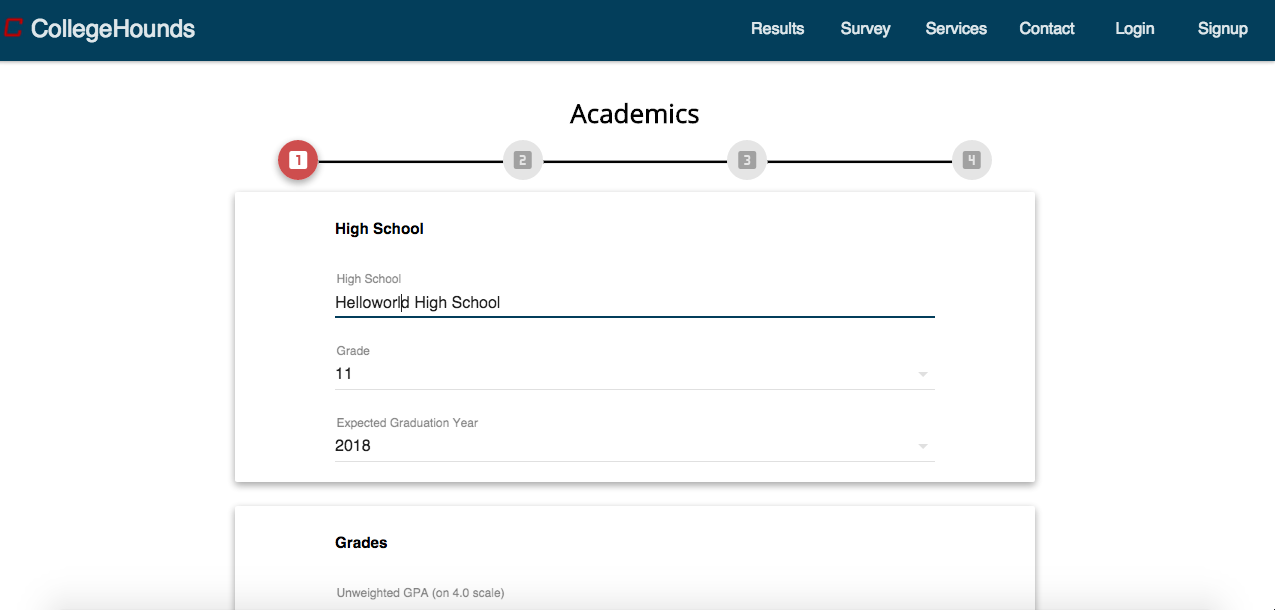 CollegeHounds Results Survey Services Contact Login Signup
Academics
1 2 3 4
High School
High School
Helloworld High School
Grade
11
Expected Graduation Year
2018
Grades
Unweighted GPA (on 4.0 scale)